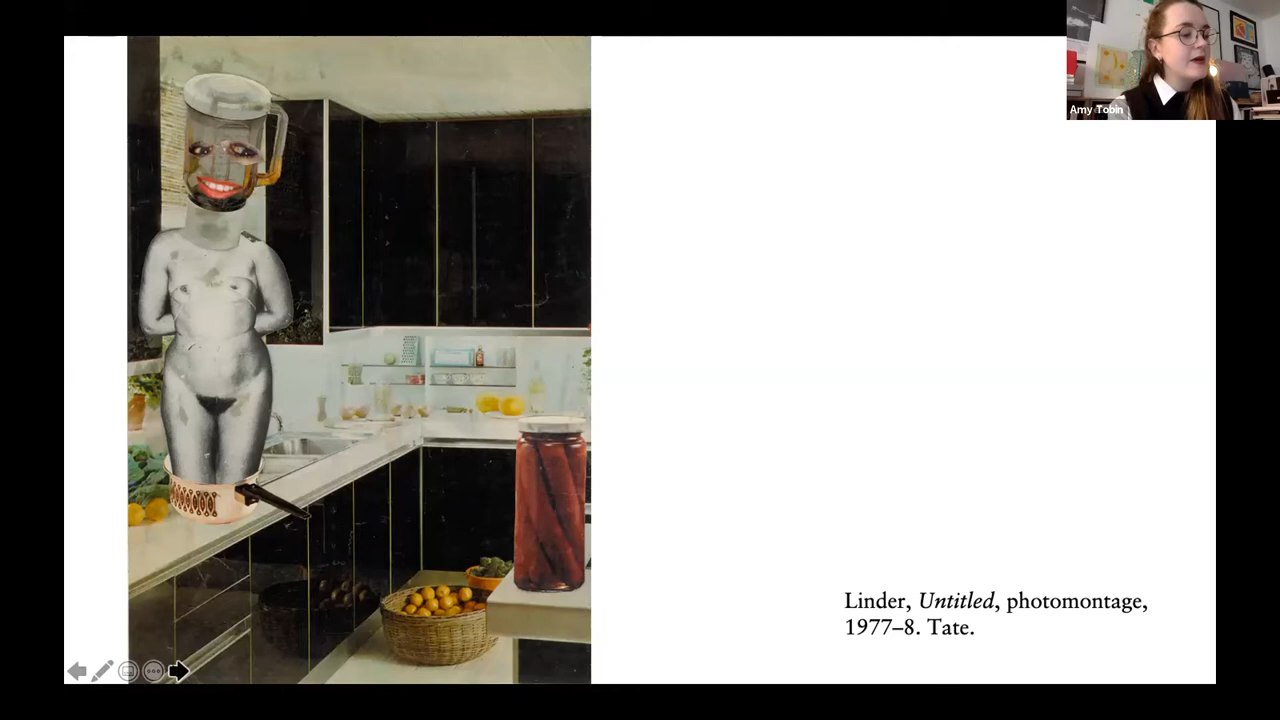 Amy Tobin
Linder, Untitled, photomontage,
1977–8. Tate.